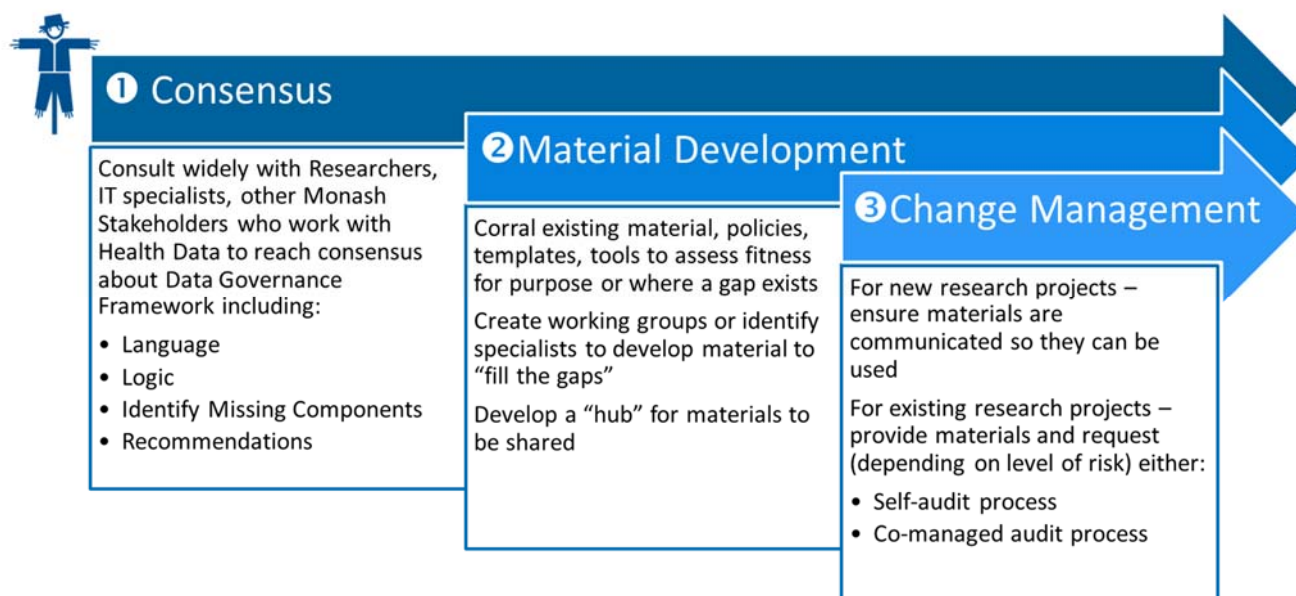 ❶ Consensus
Consult widely with Researchers,
IT specialists, other Monash
Stakeholders who work with
Health Data to reach consensus
about Data Governance
Framework including:
• Language
• Logic
• Identify Missing Components
• Recommendations
❷Material Development
Corral existing material, policies,
templates, tools to assess fitness
for purpose or where a gap exists
Create working groups or identify
specialists to develop material to
“fill the gaps”
Develop a “hub” for materials to
be shared
❸Change Management
For new research projects –
ensure materials are
communicated so they can be
used
For existing research projects –
provide materials and request
(depending on level of risk) either:
• Self-audit process
• Co-managed audit process